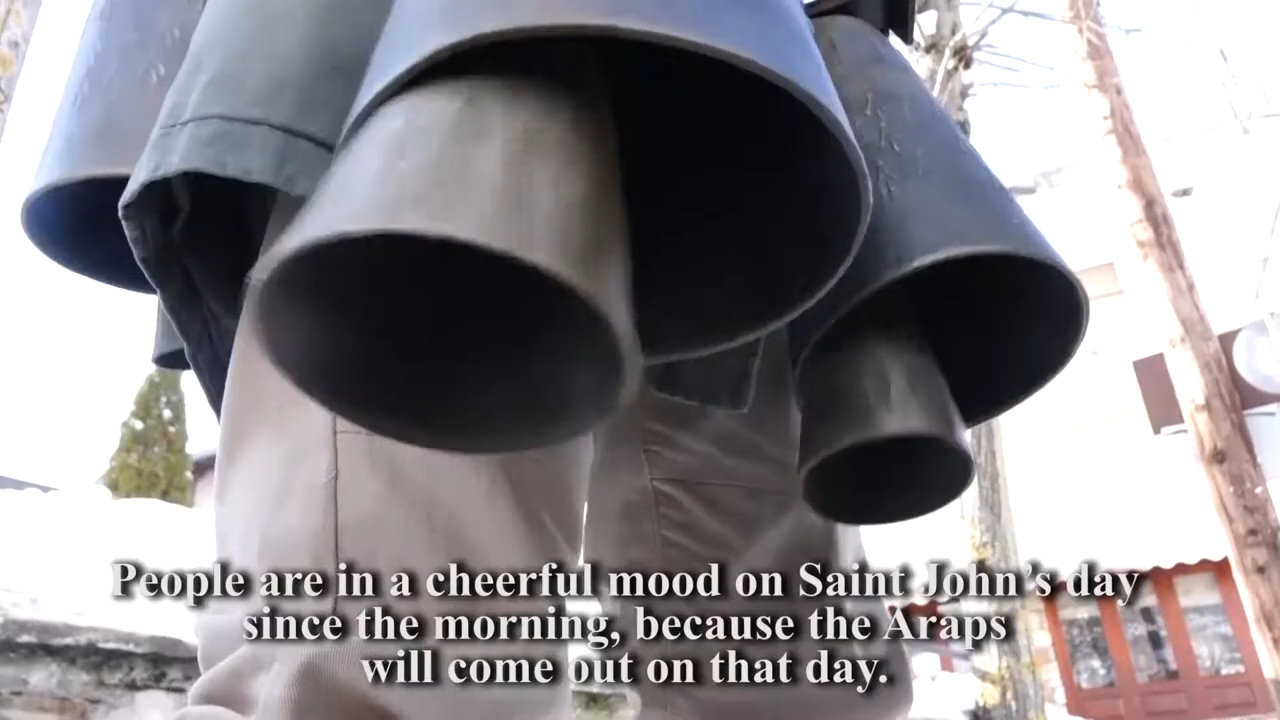 People are in a cheerful mood on Saint John's day
since the morning, because the Araps
will come out on that day.